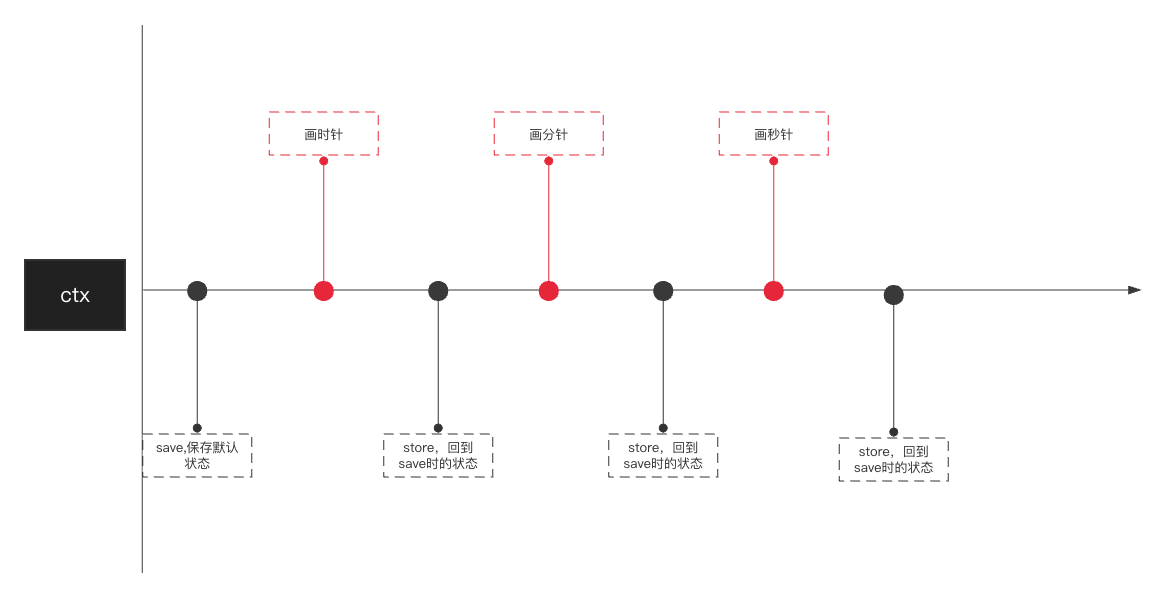 画时针
画分针
画秒针
ctx
save,保存默认
状态
store，回到
save时的状态
store，回到
save时的状态
store，回到
save时的状态